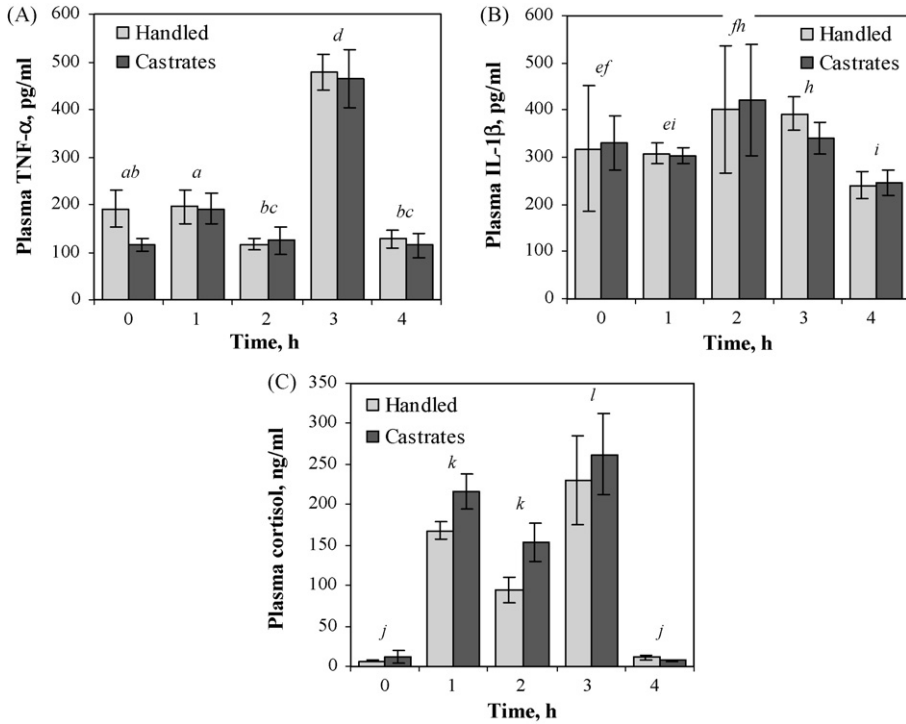 (A)
600
500
400
300
200
100
0
Plasma TNF-α, pg/ml
Handled
Castrates
ab
a
bc
d
bc
0 1 2 3 4
Time, h
(B)
600
500
400
300
200
100
0
Plasma IL-1β, pg/ml
Handled
Castrates
ef
ei
fh
h
i
0 1 2 3 4
Time, h
(C)
350
300
250
200
150
100
50
0
Plasma cortisol, ng/ml
Handled
Castrates
j
k
k
l
j
0 1 2 3 4
Time, h